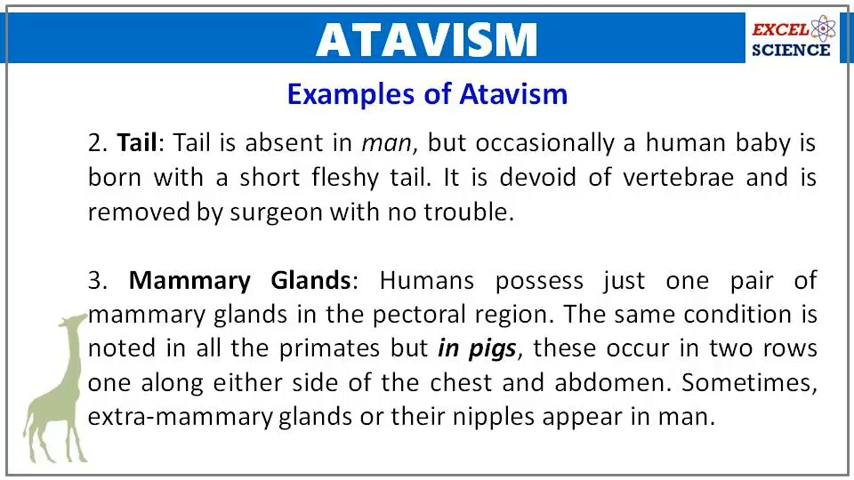 ATAVISM
EXCEL
SCIENCE
Examples of Atavism
2. Tail: Tail is absent in man, but occasionally a human baby is
born with a short fleshy tail. It is devoid of vertebrae and is
removed by surgeon with no trouble.
3. Mammary Glands: Humans possess just one pair of
mammary glands in the pectoral region. The same condition is
noted in all the primates but in pigs, these occur in two rows
one along either side of the chest and abdomen. Sometimes,
extra-mammary glands or their nipples appear in man.